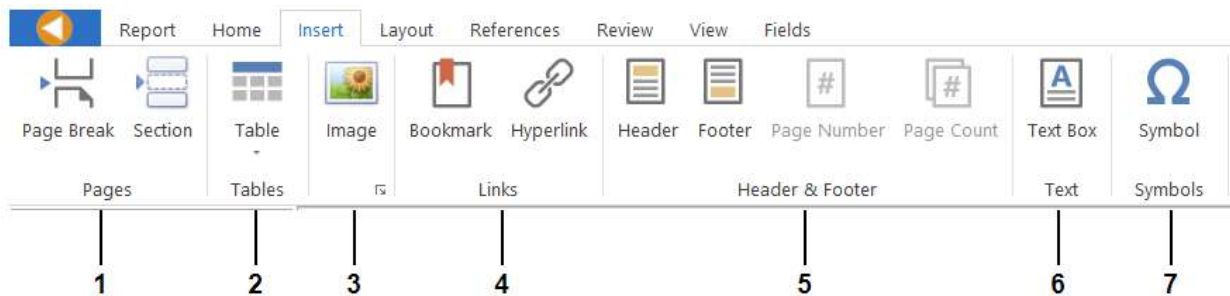 Report Home Insert Layout References Review View Fields
Page Break Section Table Image Bookmark Hyperlink Header Footer # Page Number # Page Count A Text Box Ω Symbol
Pages Tables Links Header & Footer Text Symbols
1 2 3 4 5 6 7